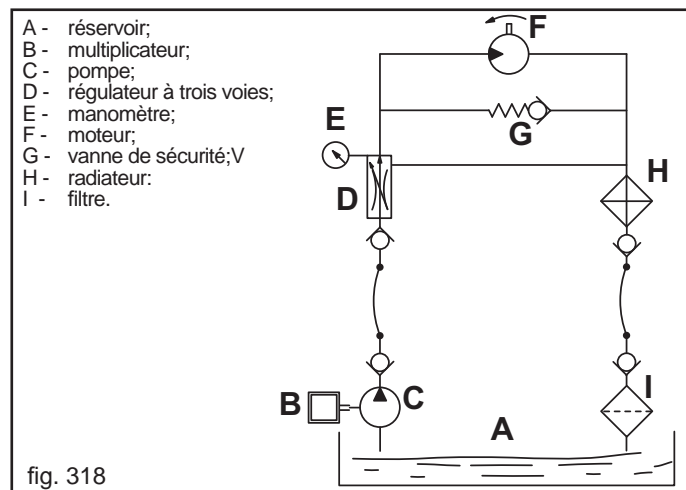 A - réservoir;
B - multiplicateur;
C - pompe;
D - régulateur à trois voies;
E - manomètre;
F - moteur;
G - vanne de sécurité;V
H - radiateur:
I - filtre.
F
E
G
H
D
B
C
I
A
fig. 318